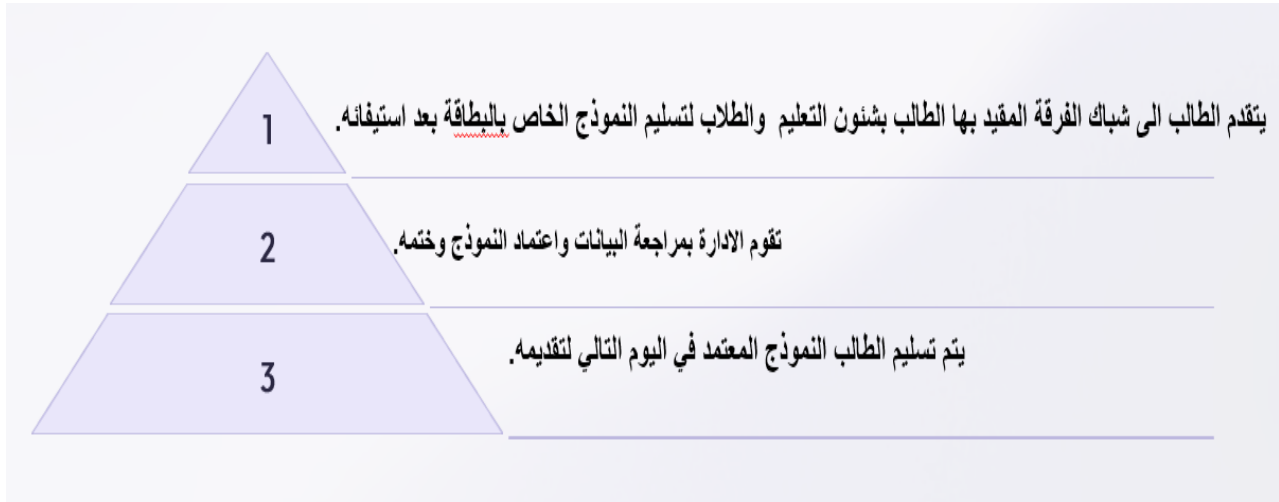 1
يتقدم الطالب الى شباك الفرقة المقيد بها الطالب بشئون التعليم والطلاب لتسليم النموذج الخاص بالبطاقة بعد استيفائه.
2
تقوم الادارة بمراجعة البيانات واعتماد النموذج وختمه.
3
يتم تسليم الطالب النموذج المعتمد في اليوم التالي لتقديمه.